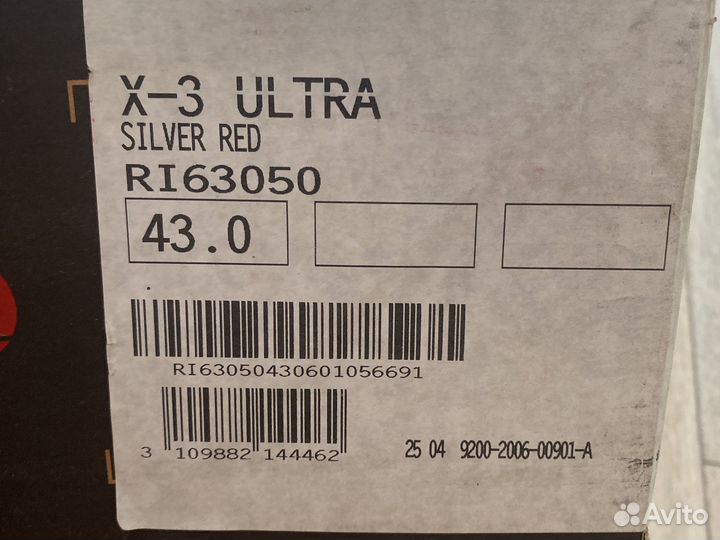 X-3 ULTRA
SILVER RED
RI63050
43.0
RI63050430601056691
3 109882 144462
25 04 9200-2006-00901-A
Avito